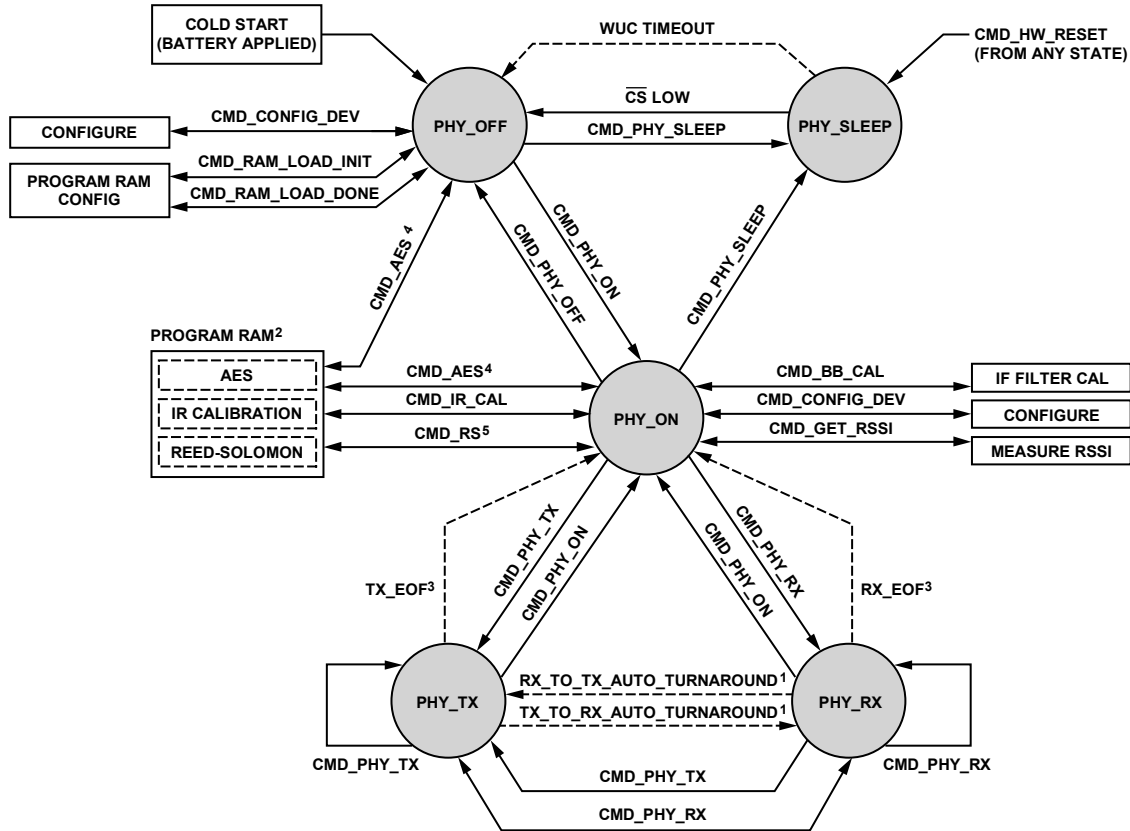 COLD START
(BATTERY APPLIED)
WUC TIMEOUT
CMD_HW_RESET
(FROM ANY STATE)
CS LOW
PHY_OFF
PHY_SLEEP
CMD_PHY_SLEEP
CONFIGURE
CMD_CONFIG_DEV
CMD_RAM_LOAD_INIT
PROGRAM RAM
CONFIG
CMD_RAM_LOAD_DONE
CMD_AES⁴
CMD_PHY_OFF
CMD_PHY_ON
CMD_PHY_SLEEP
PROGRAM RAM²
AES
IR CALIBRATION
REED-SOLOMON
CMD_AES⁴
CMD_IR_CAL
CMD_RS⁵
PHY_ON
CMD_BB_CAL
CMD_CONFIG_DEV
CMD_GET_RSSI
IF FILTER CAL
CONFIGURE
MEASURE RSSI
TX_EOF³
CMD_PHY_TX
CMD_PHY_ON
CMD_PHY_ON
CMD_PHY_RX
RX_EOF³
PHY_TX
RX_TO_TX_AUTO_TURNAROUND¹
TX_TO_RX_AUTO_TURNAROUND¹
PHY_RX
CMD_PHY_TX
CMD_PHY_TX
CMD_PHY_RX
CMD_PHY_RX